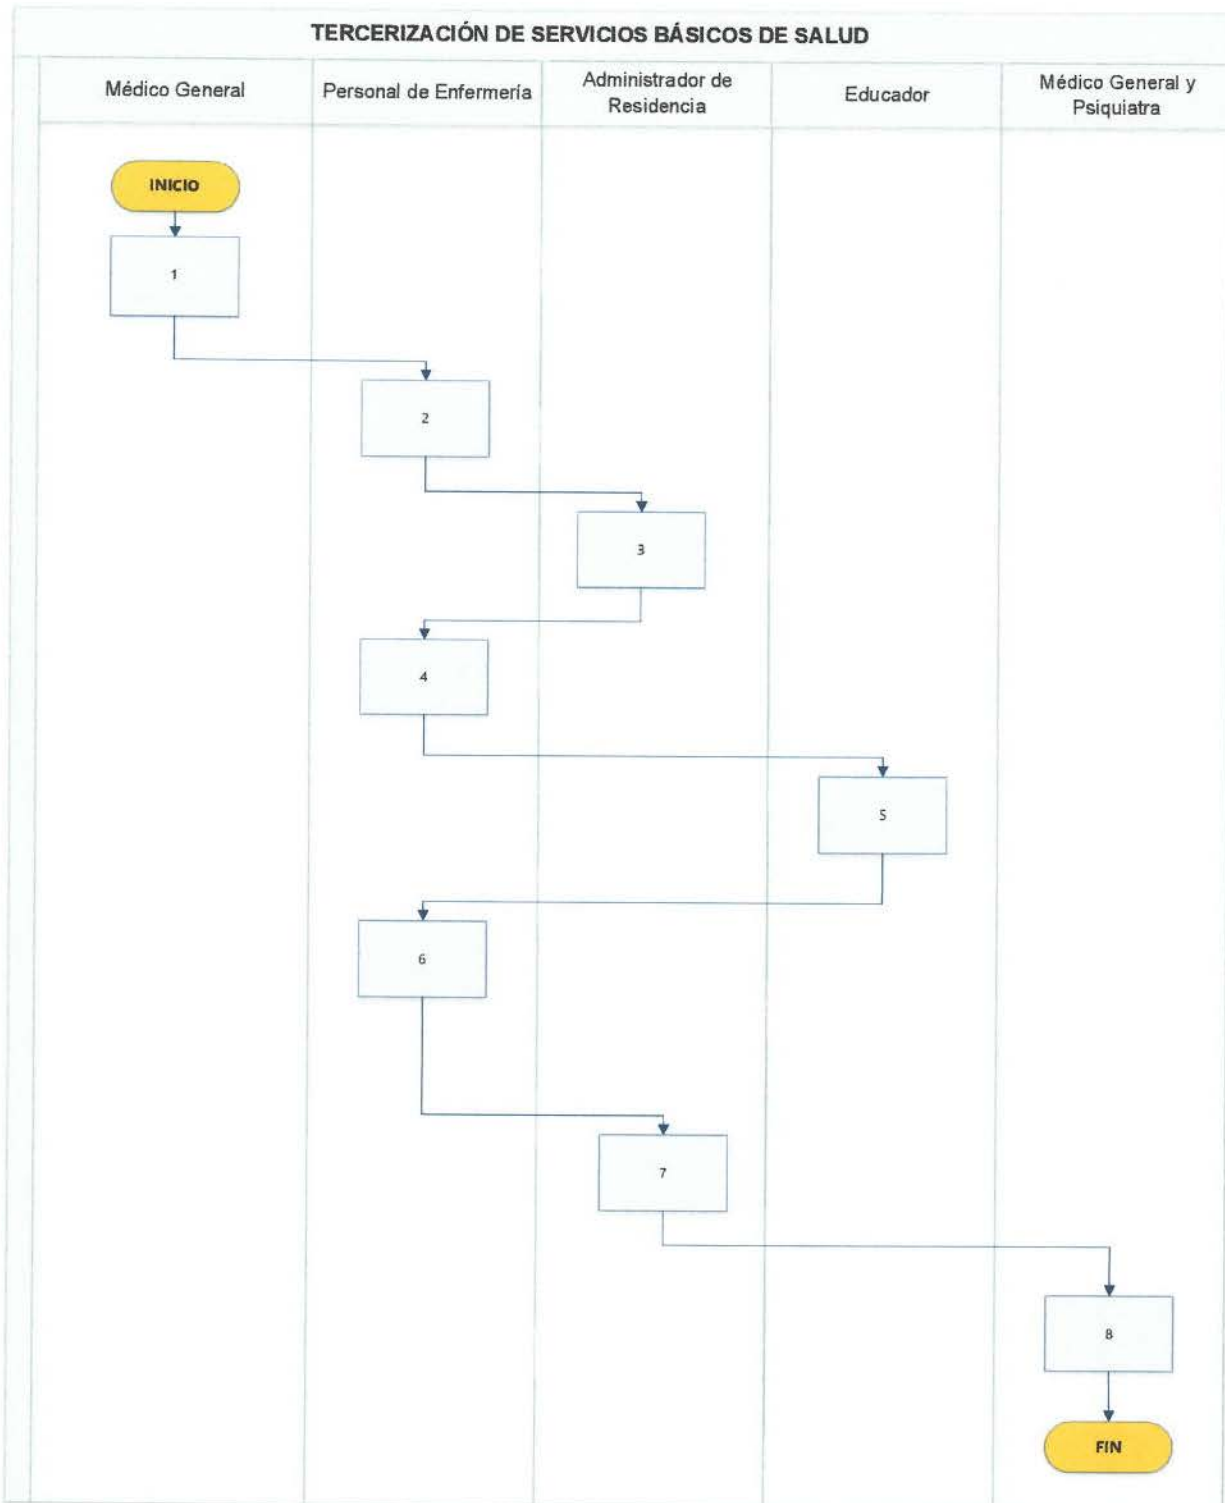 TERCERIZACIÓN DE SERVICIOS BÁSICOS DE SALUD
Médico General
Personal de Enfermería
Administrador de
Residencia
Educador
Médico General y
Psiquiatra
INICIO
1
2
3
4
5
6
7
8
FIN